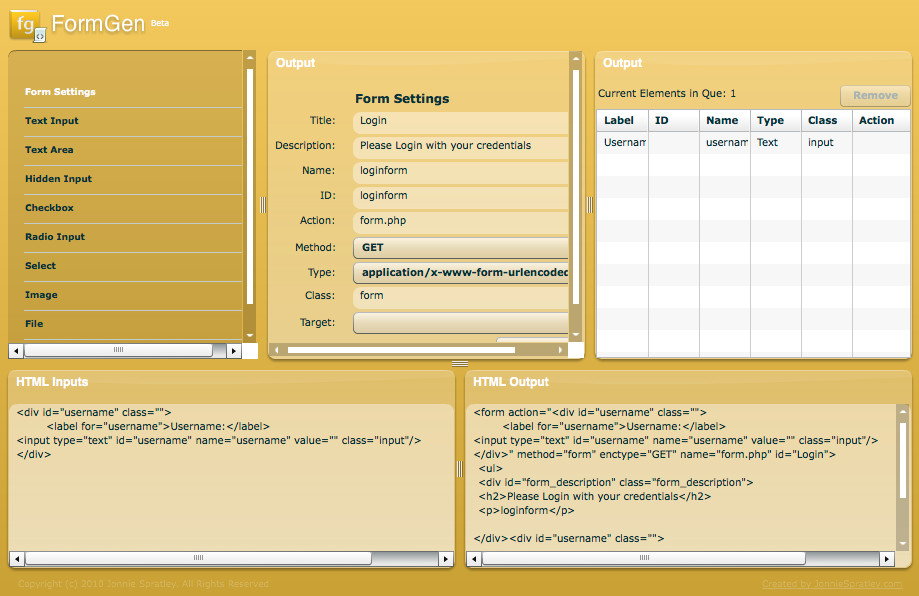 fg
<>
FormGen Beta
Form Settings
Text Input
Text Area
Hidden Input
Checkbox
Radio Input
Select
Image
File
Output
Form Settings
Title: Login
Description: Please Login with your credentials
Name: loginform
ID: loginform
Action: form.php
Method: GET
Type: application/x-www-form-urlencoded
Class: form
Target:
Output
Current Elements in Que: 1 Remove
Label ID Name Type Class Action
Usernam usernam Text input
HTML Inputs
<div id="username" class="">
<label for="username">Username:</label>
<input type="text" id="username" name="username" value="" class="input"/>
</div>
HTML Output
<form action="<div id="username" class="">
<label for="username">Username:</label>
<input type="text" id="username" name="username" value="" class="input"/>
</div>" method="form" enctype="GET" name="form.php" id="Login">
<ul>
<div id="form_description" class="form_description">
<h2>Please Login with your credentials</h2>
<p>loginform</p>
</div><div id="username" class="">
Copyright (c) 2010 Jonnie Spratley, All Rights Reserved
Created by JonnieSpratley.com